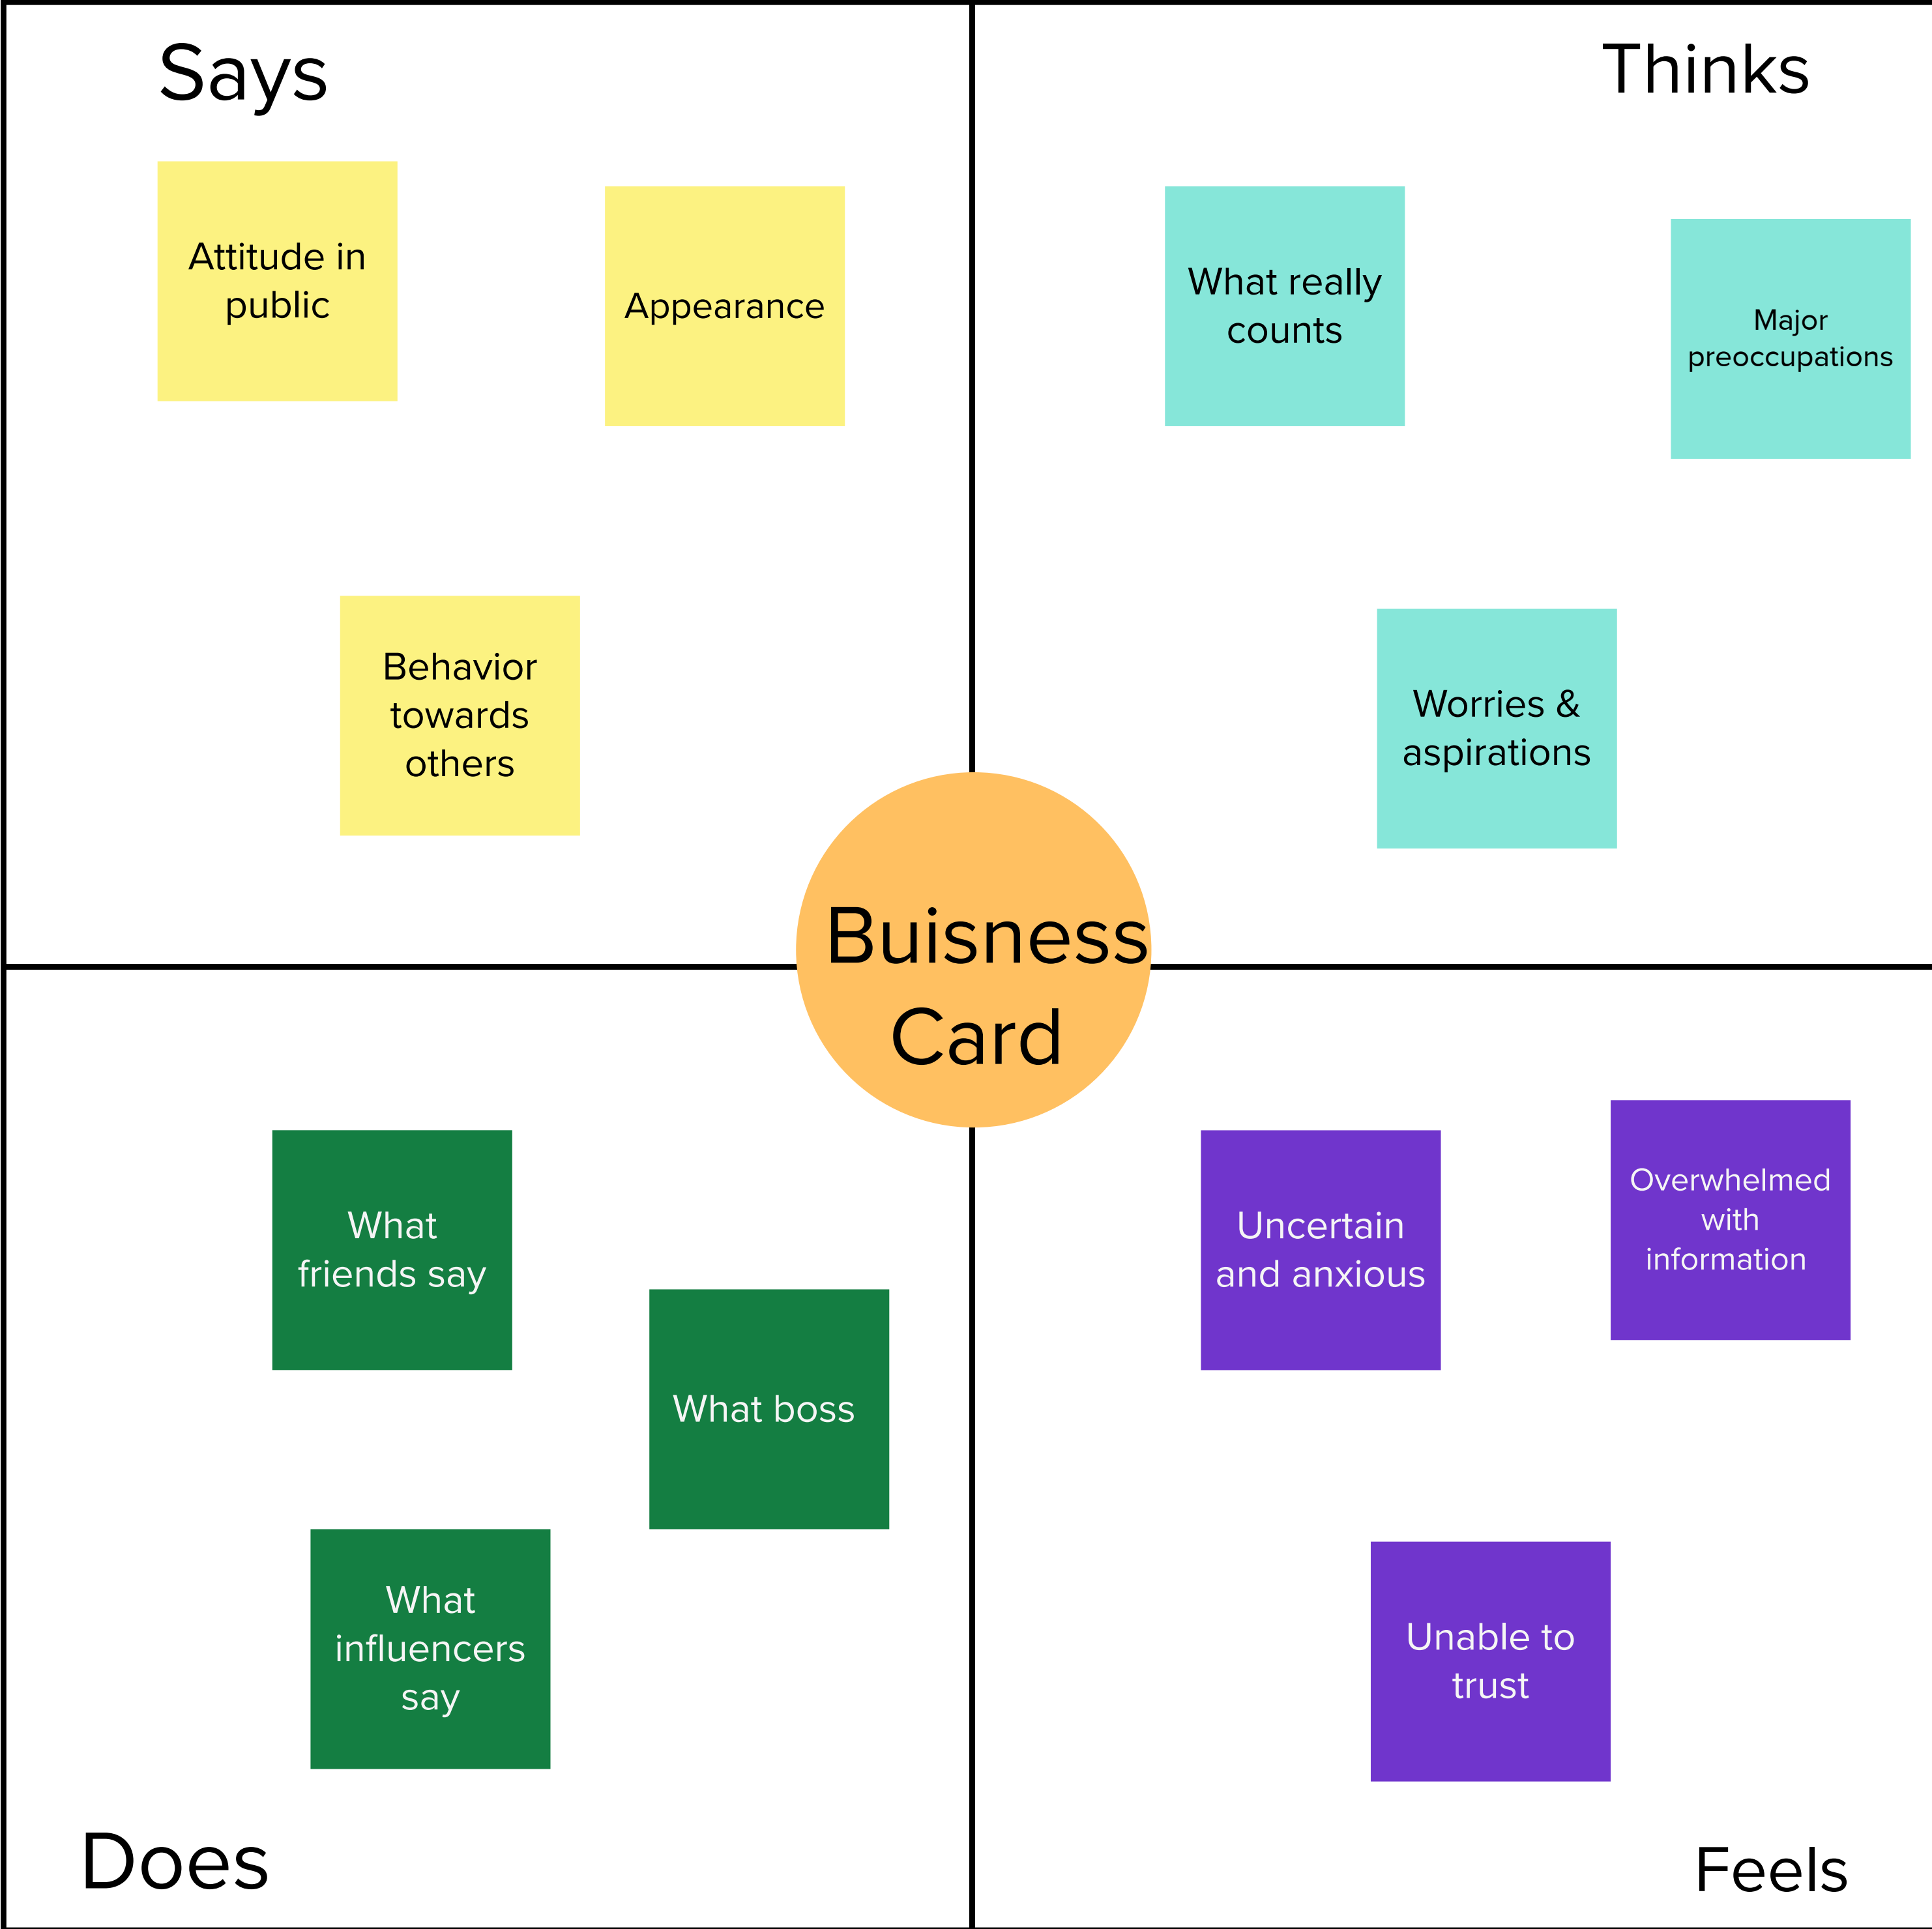 Says
Attitude in
public
Appearance
Behavior
towards
others
Thinks
What really
counts
Major
preoccupations
Worries &
aspirations
Buisness
Card
What
friends say
What boss
What
influencers
say
Does
Uncertain
and anxious
Overwhelmed
with
information
Unable to
trust
Feels